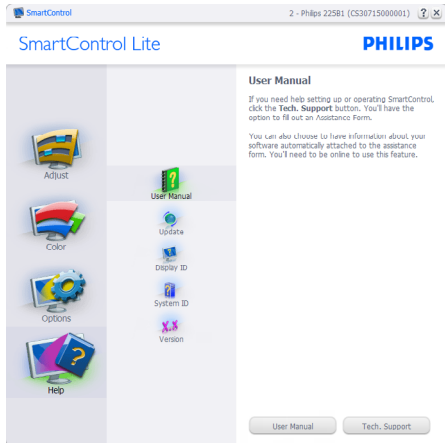 SmartControl
2 - Philips 225B1 (CS30715000001)
? X
SmartControl Lite
PHILIPS
Adjust
Color
Options
Help
User Manual
Update
Display ID
System ID
X.X
Version
User Manual
If you need help setting up or operating SmartControl,
click the Tech. Support button. You'll have the
option to fill out an Assistance Form.
You can also choose to have information about your
software automatically attached to the assistance
form. You'll need to be online to use this feature.
User Manual
Tech. Support